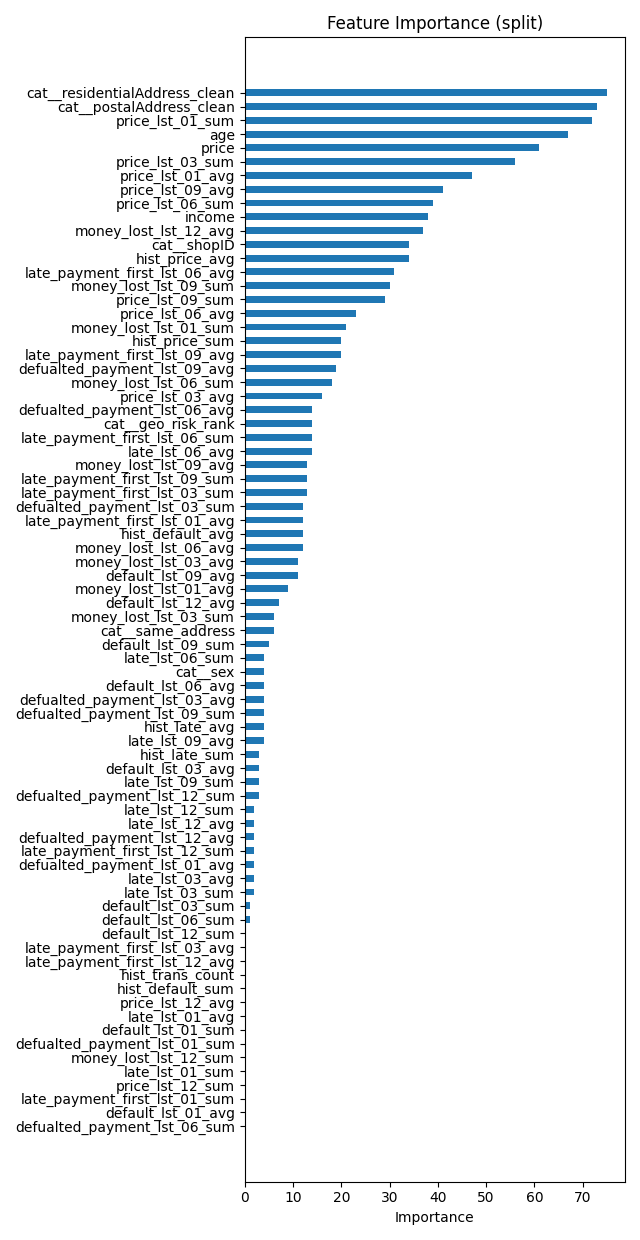 Feature Importance (split)
cat__residentialAddress_clean
cat__postalAddress_clean
price_lst_01_sum
age
price
price_lst_03_sum
price_lst_01_avg
price_lst_09_avg
price_lst_06_sum
income
money_lost_lst_12_avg
cat__shopID
hist_price_avg
late_payment_first_lst_06_avg
money_lost_lst_09_sum
price_lst_09_sum
price_lst_06_avg
money_lost_lst_01_sum
hist_price_sum
late_payment_first_lst_09_avg
defualted_payment_lst_09_avg
money_lost_lst_06_sum
price_lst_03_avg
defualted_payment_lst_06_avg
cat__geo_risk_rank
late_payment_first_lst_06_sum
late_lst_06_avg
money_lost_lst_09_avg
late_payment_first_lst_09_sum
late_payment_first_lst_03_sum
defualted_payment_lst_03_sum
late_payment_first_lst_01_avg
hist_default_avg
money_lost_lst_06_avg
money_lost_lst_03_avg
default_lst_09_avg
money_lost_lst_01_avg
default_lst_12_avg
money_lost_lst_03_sum
cat__same_address
default_lst_09_sum
late_lst_06_sum
cat__sex
default_lst_06_avg
defualted_payment_lst_03_avg
defualted_payment_lst_09_sum
hist_late_avg
late_lst_09_avg
hist_late_sum
default_lst_03_avg
late_lst_09_sum
defualted_payment_lst_12_sum
late_lst_12_sum
late_lst_12_avg
defualted_payment_lst_12_avg
late_payment_first_lst_12_sum
defualted_payment_lst_01_avg
late_lst_03_avg
late_lst_03_sum
default_lst_03_sum
default_lst_06_sum
default_lst_12_sum
late_payment_first_lst_03_avg
late_payment_first_lst_12_avg
hist_trans_count
hist_default_sum
price_lst_12_avg
late_lst_01_avg
default_lst_01_sum
defualted_payment_lst_01_sum
money_lost_lst_12_sum
late_lst_01_sum
price_lst_12_sum
late_payment_first_lst_01_sum
default_lst_01_avg
defualted_payment_lst_06_sum
0 10 20 30 40 50 60 70
Importance